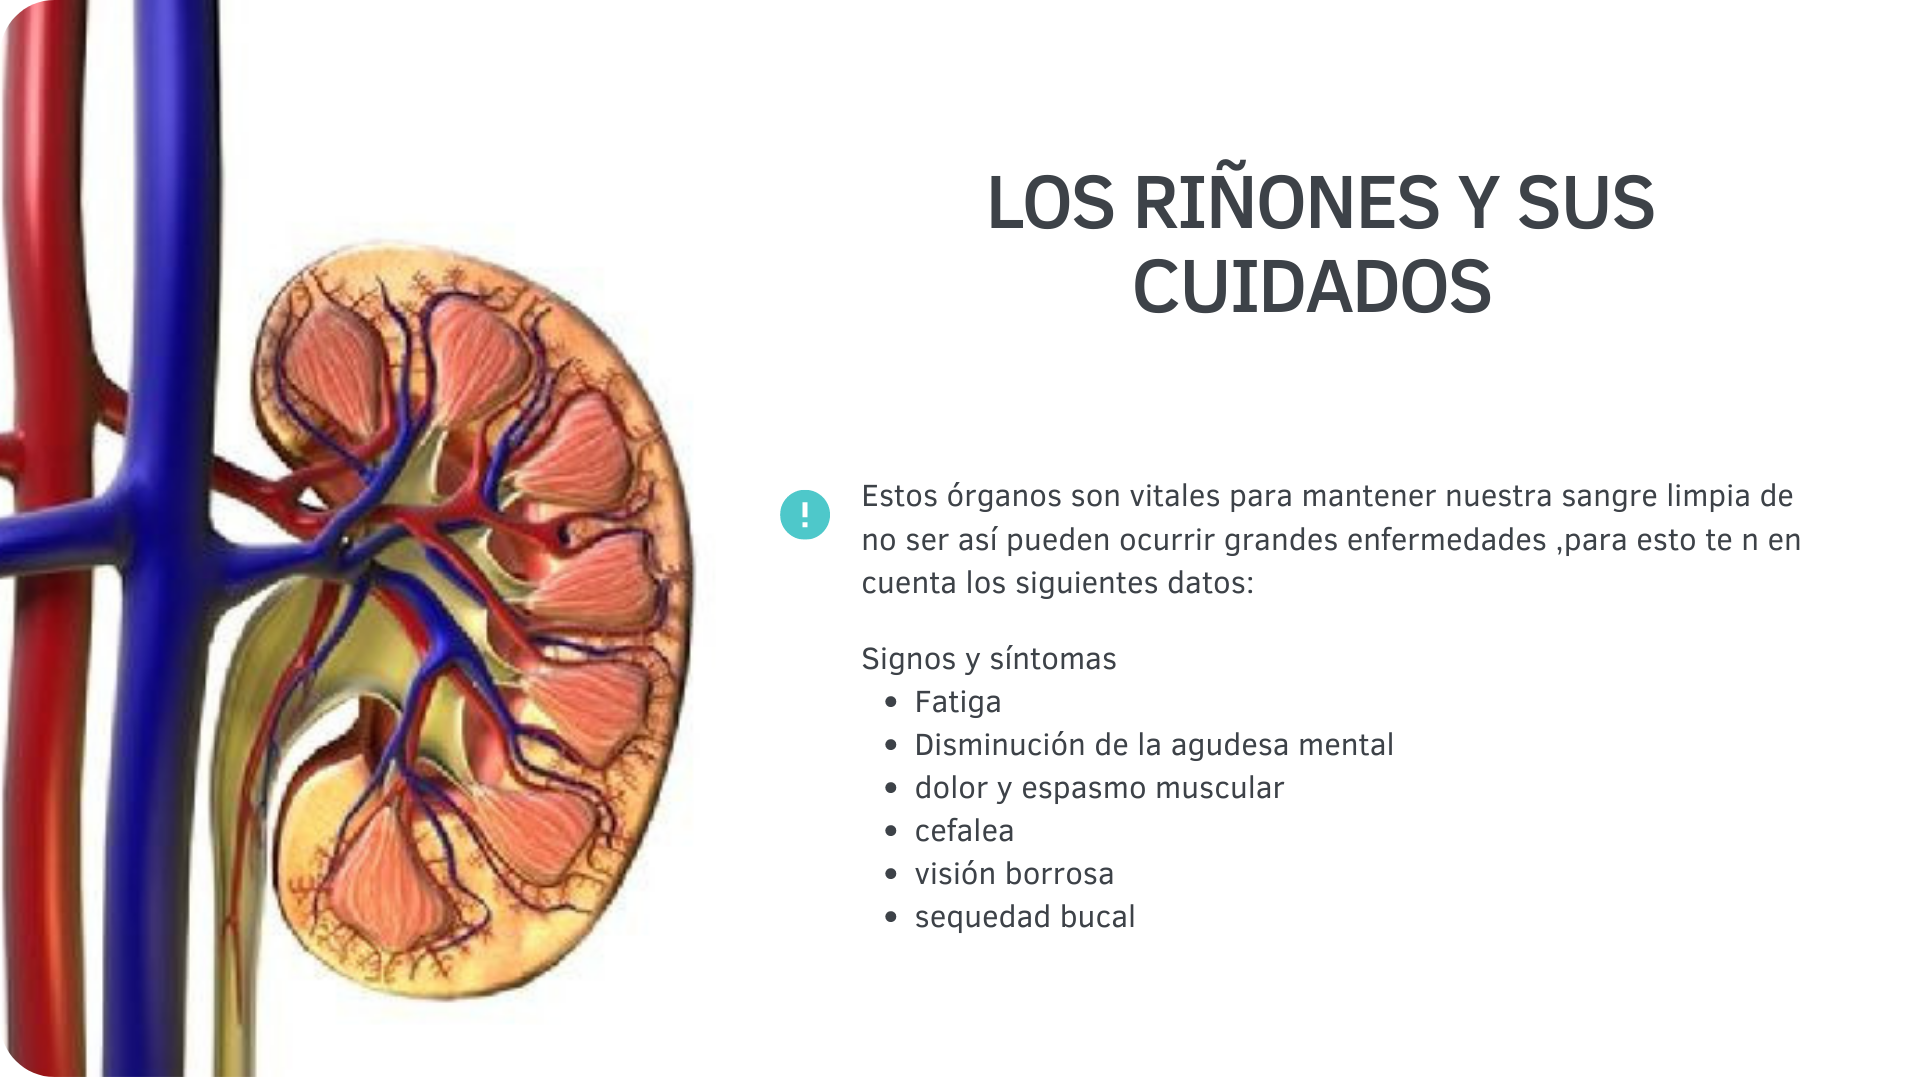 LOS RIÑONES Y SUS
CUIDADOS
Estos órganos son vitales para mantener nuestra sangre limpia de
no ser así pueden ocurrir grandes enfermedades ,para esto te n en
cuenta los siguientes datos:
Signos y síntomas
• Fatiga
• Disminución de la agudesa mental
• dolor y espasmo muscular
• cefalea
• visión borrosa
• sequedad bucal